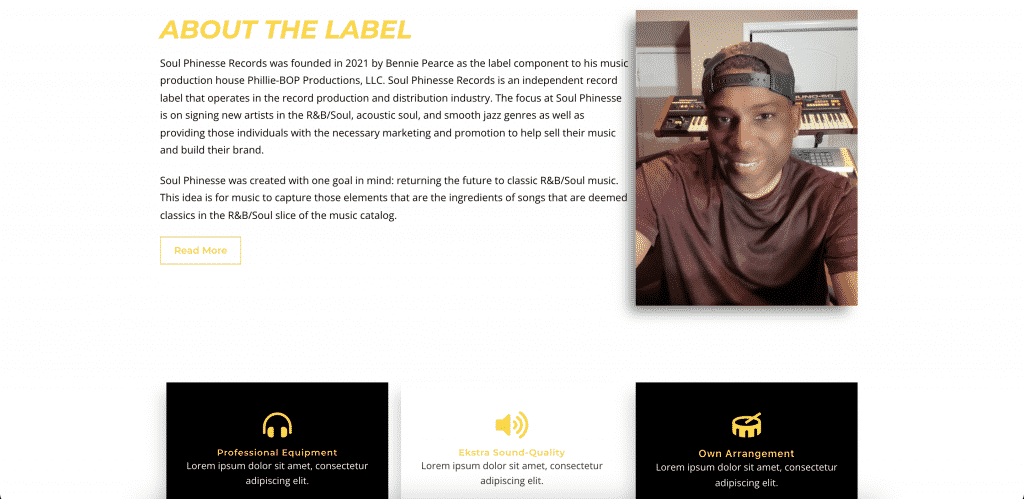 ABOUT THE LABEL
Soul Phinesse Records was founded in 2021 by Bennie Pearce as the label component to his music
production house Phillie-BOP Productions, LLC. Soul Phinesse Records is an independent record
label that operates in the record production and distribution industry. The focus at Soul Phinesse
is on signing new artists in the R&B/Soul, acoustic soul, and smooth jazz genres as well as
providing those individuals with the necessary marketing and promotion to help sell their music
and build their brand.
Soul Phinesse was created with one goal in mind: returning the future to classic R&B/Soul music.
This idea is for music to capture those elements that are the ingredients of songs that are deemed
classics in the R&B/Soul slice of the music catalog.
Read More
Professional Equipment
Lorem ipsum dolor sit amet, consectetur
adipiscing elit.
Ekstra Sound-Quality
Lorem ipsum dolor sit amet, consectetur
adipiscing elit.
Own Arrangement
Lorem ipsum dolor sit amet, consectetur
adipiscing elit.